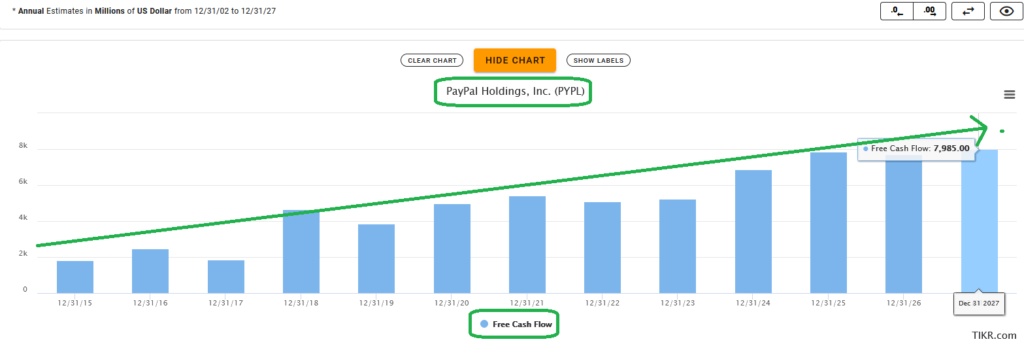 * Annual Estimates in Millions of US Dollar from 12/31/02 to 12/31/27
.0
.00
CLEAR CHART
HIDE CHART
SHOW LABELS
PayPal Holdings, Inc. (PYPL)
8k
Free Cash Flow: 7,985.00
6k
4k
2k
0
12/31/15
12/31/16
12/31/17
12/31/18
12/31/19
12/31/20
12/31/21
12/31/22
12/31/23
12/31/24
12/31/25
12/31/26
Dec 31 2027
Free Cash Flow
TIKR.com